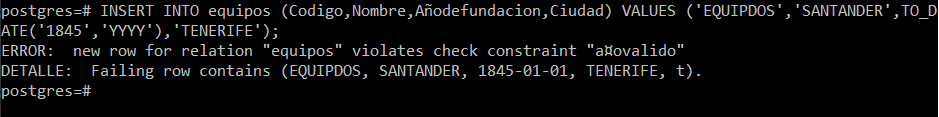 postgres=# INSERT INTO equipos (Codigo,Nombre,Añodefundacion,Ciudad) VALUES ('EQUIPDOS','SANTANDER',TO_D
ATE('1845','YYYY'),'TENERIFE');
ERROR:  new row for relation "equipos" violates check constraint "a¤ovalido"
DETALLE:  Failing row contains (EQUIPDOS, SANTANDER, 1845-01-01, TENERIFE, t).
postgres=#